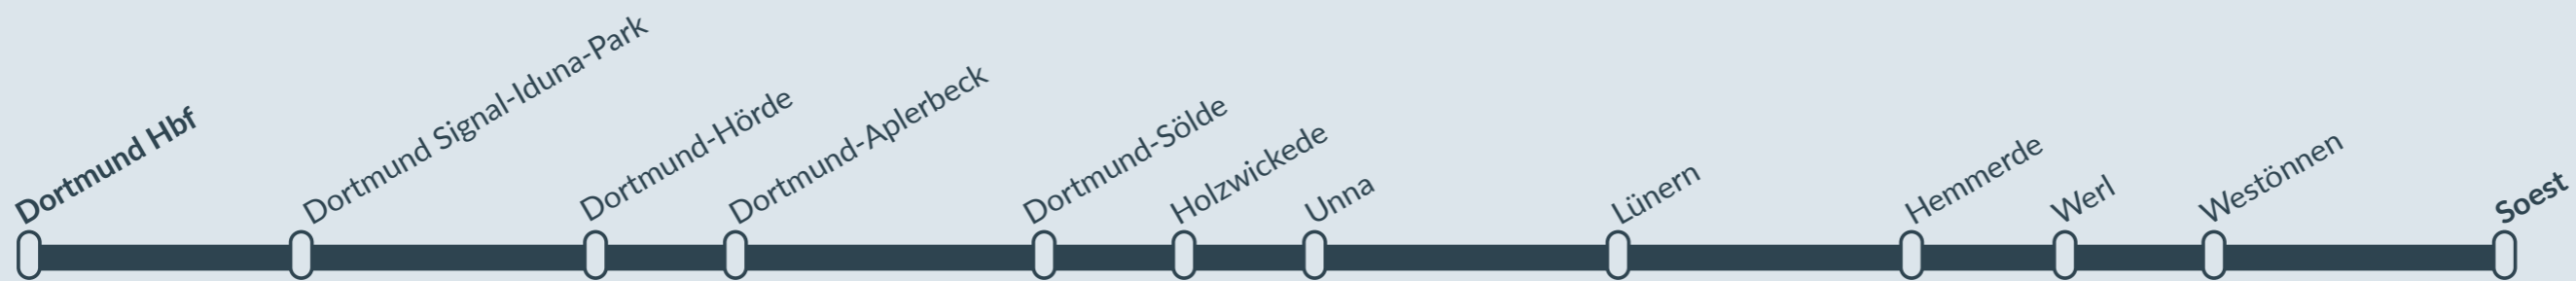 Dortmund Hbf
Dortmund Signal-Iduna-Park
Dortmund-Hörde
Dortmund-Aplerbeck
Dortmund-Sölde
Holzwickede
Unna
Lünern
Hemmerde
Werl
Westönnen
Soest